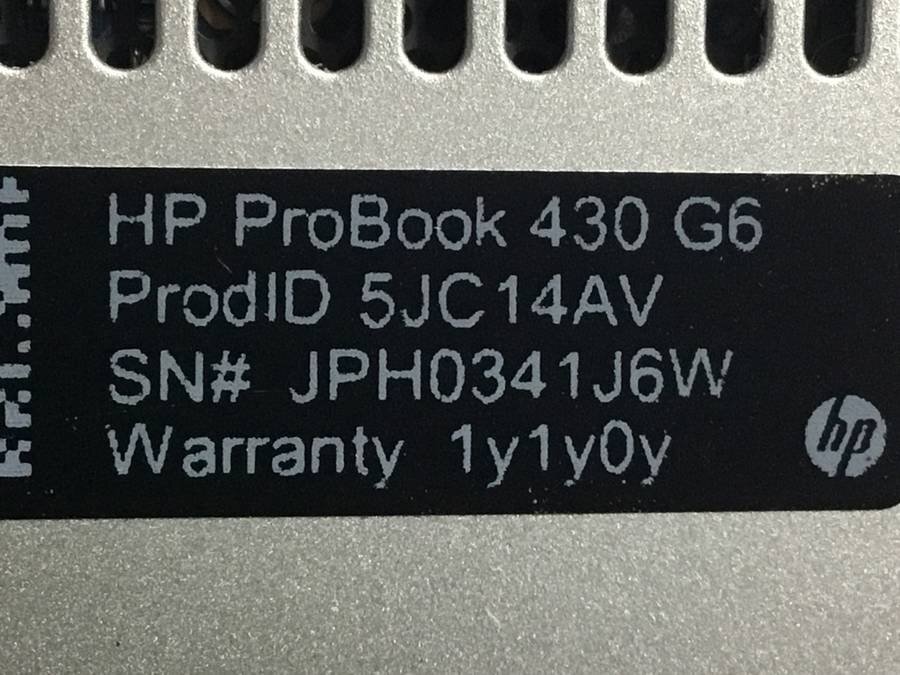 HP ProBook 430 G6
ProdID 5JC14AV
SN# JPH0341J6W
Warranty 1y1y0y
hp